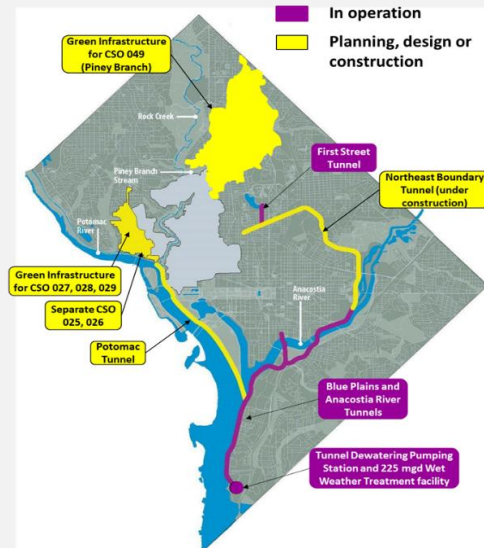 In operation
Planning, design or
construction
Green Infrastructure
for CSO 049
(Piney Branch)
Rock Creek
First Street
Tunnel
Piney Branch
Stream
Northeast Boundary
Tunnel (under
construction)
Potomac
River
Green Infrastructure
for CSO 027, 028, 029
Anacostia
River
Separate CSO
025, 026
Potomac
Tunnel
Blue Plains and
Anacostia River
Tunnels
Tunnel Dewatering Pumping
Station and 225 mgd Wet
Weather Treatment facility